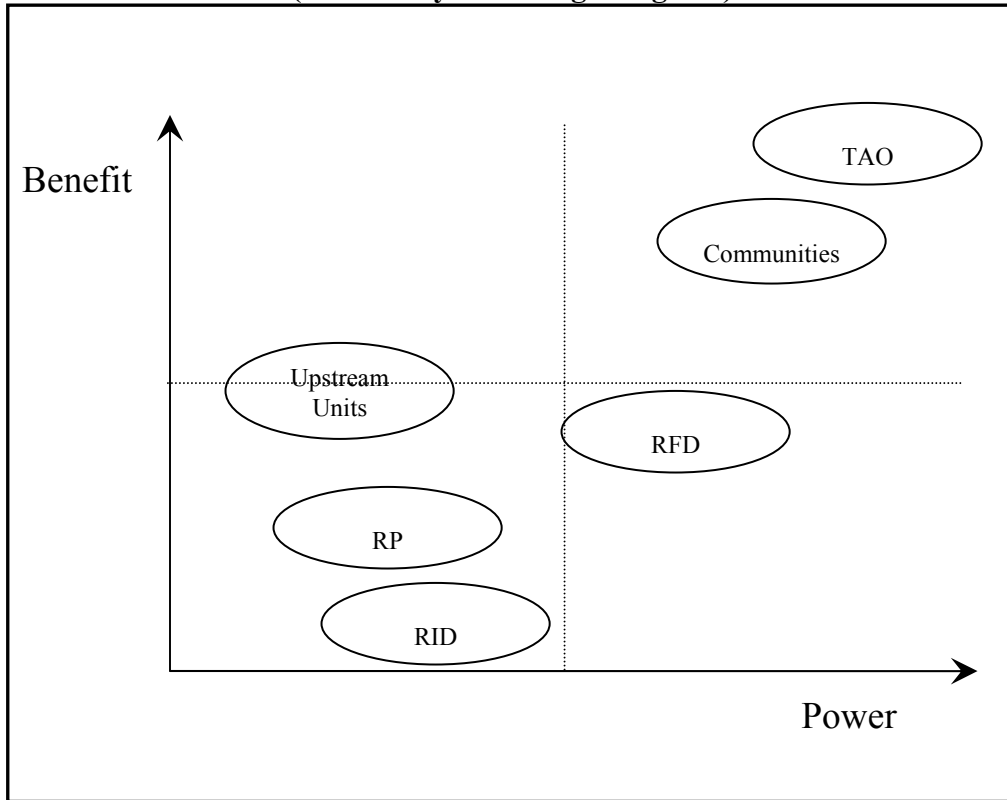 Benefit
TAO
Communities
Upstream
Units
RFD
RP
RID
Power